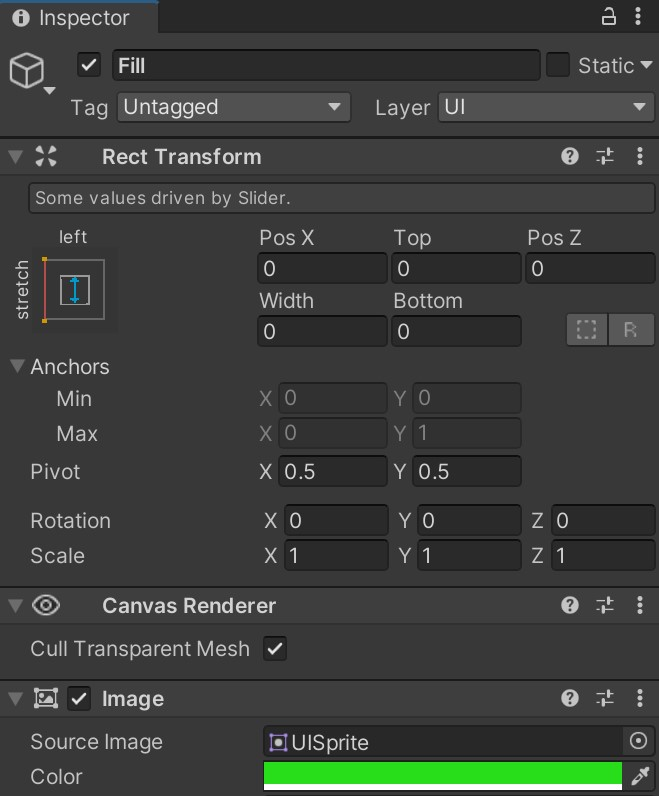 Inspector
Fill
Static
Tag Untagged Layer UI
Rect Transform
Some values driven by Slider.
left
stretch
Pos X Top Pos Z
0 0 0
Width Bottom
0 0
R
Anchors
Min X 0 Y 0
Max X 0 Y 1
Pivot X 0.5 Y 0.5
Rotation X 0 Y 0 Z 0
Scale X 1 Y 1 Z 1
Canvas Renderer
Cull Transparent Mesh
Image
Source Image UISprite
Color